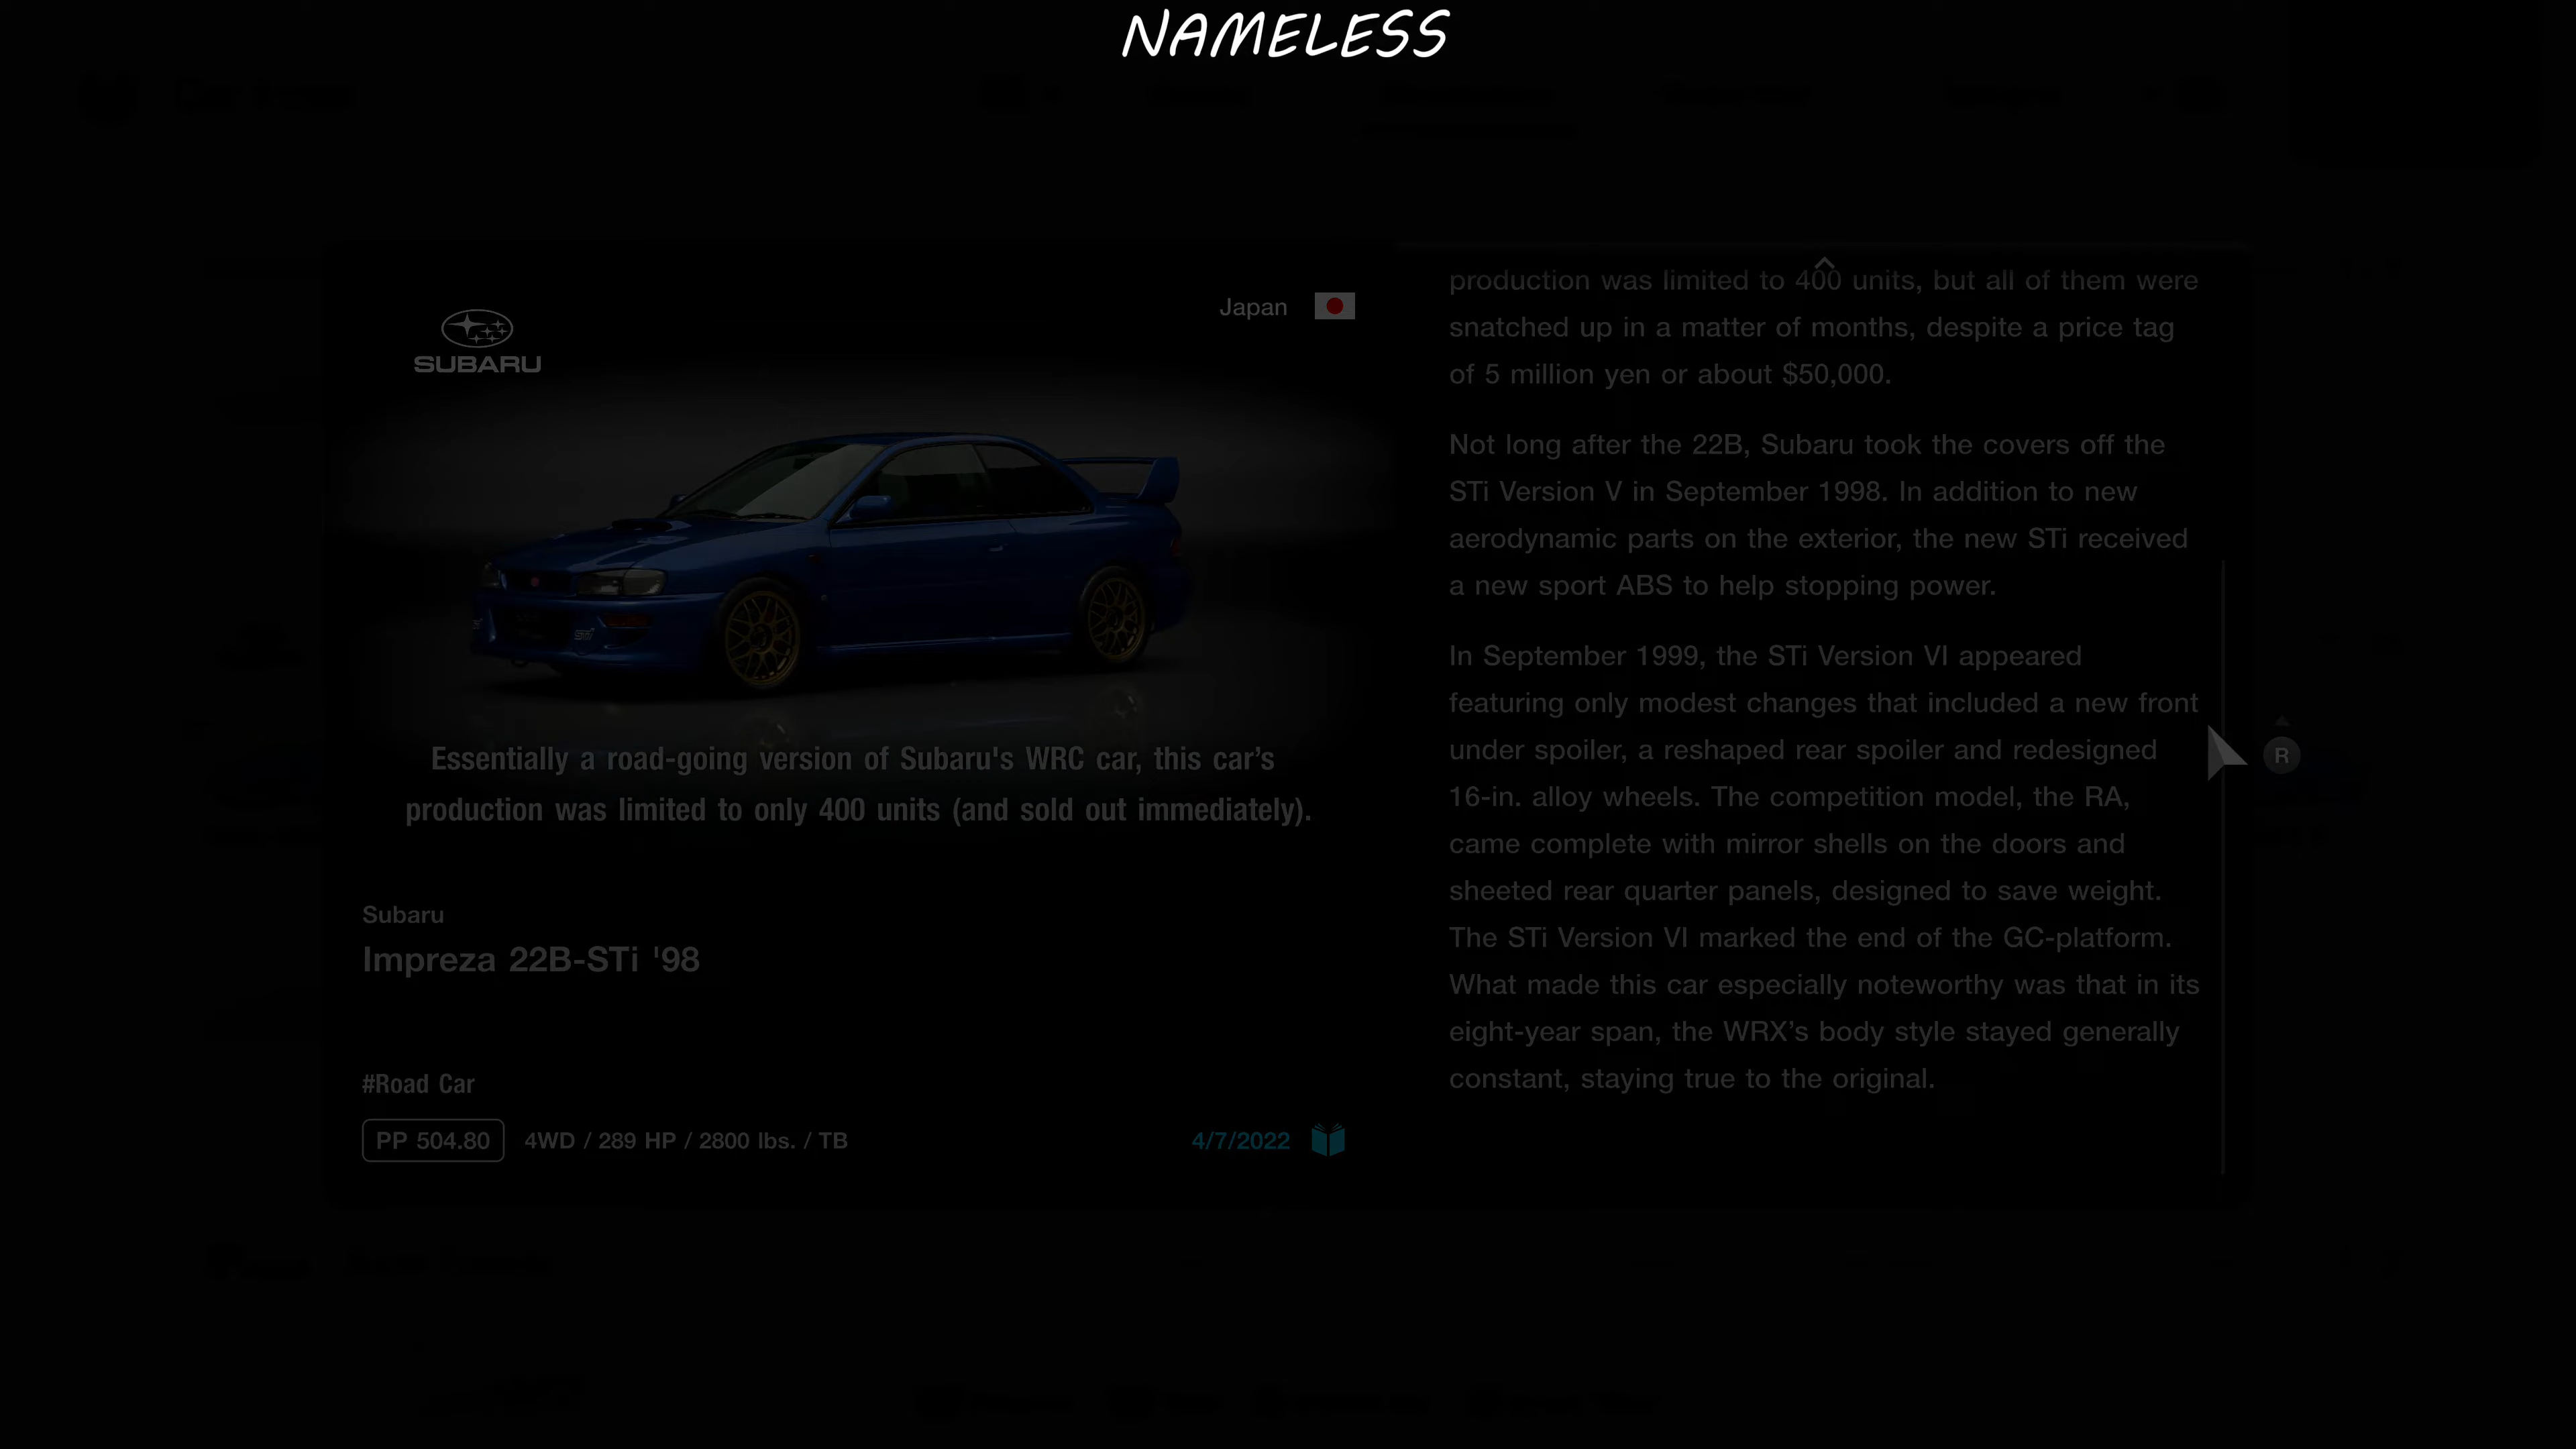 NAMELESS
SUBARU
Japan
Essentially a road-going version of Subaru's WRC car, this car’s
production was limited to only 400 units (and sold out immediately).
Subaru
Impreza 22B-STi '98
#Road Car
PP 504.80
4WD / 289 HP / 2800 lbs. / TB
4/7/2022
production was limited to 400 units, but all of them were
snatched up in a matter of months, despite a price tag
of 5 million yen or about $50,000.
Not long after the 22B, Subaru took the covers off the
STi Version V in September 1998. In addition to new
aerodynamic parts on the exterior, the new STi received
a new sport ABS to help stopping power.
In September 1999, the STi Version VI appeared
featuring only modest changes that included a new front
under spoiler, a reshaped rear spoiler and redesigned
16-in. alloy wheels. The competition model, the RA,
came complete with mirror shells on the doors and
sheeted rear quarter panels, designed to save weight.
The STi Version VI marked the end of the GC-platform.
What made this car especially noteworthy was that in its
eight-year span, the WRX’s body style stayed generally
constant, staying true to the original.
R